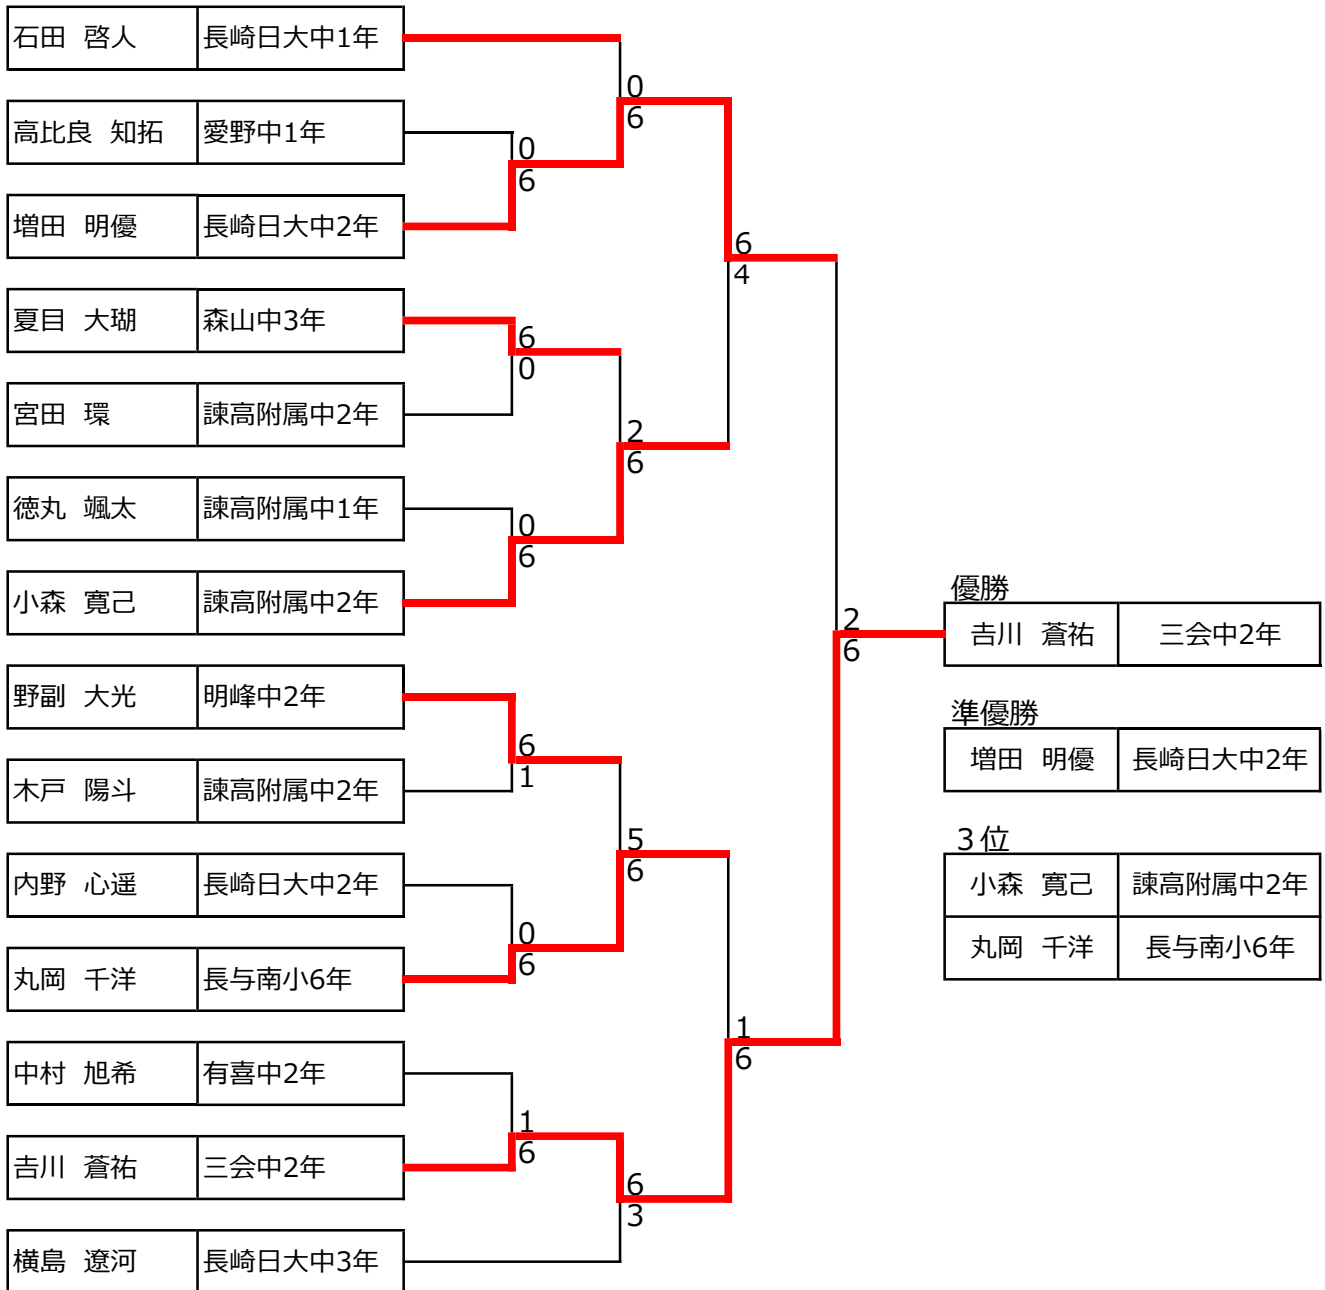 石田 啓人 長崎日大中1年
0
高比良 知拓 愛野中1年
6
0
6
増田 明優 長崎日大中2年
6
4
夏目 大瑚 森山中3年
6
0
宮田 環 諫高附属中2年
2
6
徳丸 颯太 諫高附属中1年
0
6
小森 寛己 諫高附属中2年
優勝
2
6
𠮷川 蒼祐 三会中2年
野副 大光 明峰中2年
準優勝
6
1
増田 明優 長崎日大中2年
木戸 陽斗 諫高附属中2年
5
6
3位
内野 心遥 長崎日大中2年
小森 寛己 諫高附属中2年
0
6
丸岡 千洋 長与南小6年
丸岡 千洋 長与南小6年
1
6
中村 旭希 有喜中2年
1
6
𠮷川 蒼祐 三会中2年
6
3
横島 遼河 長崎日大中3年